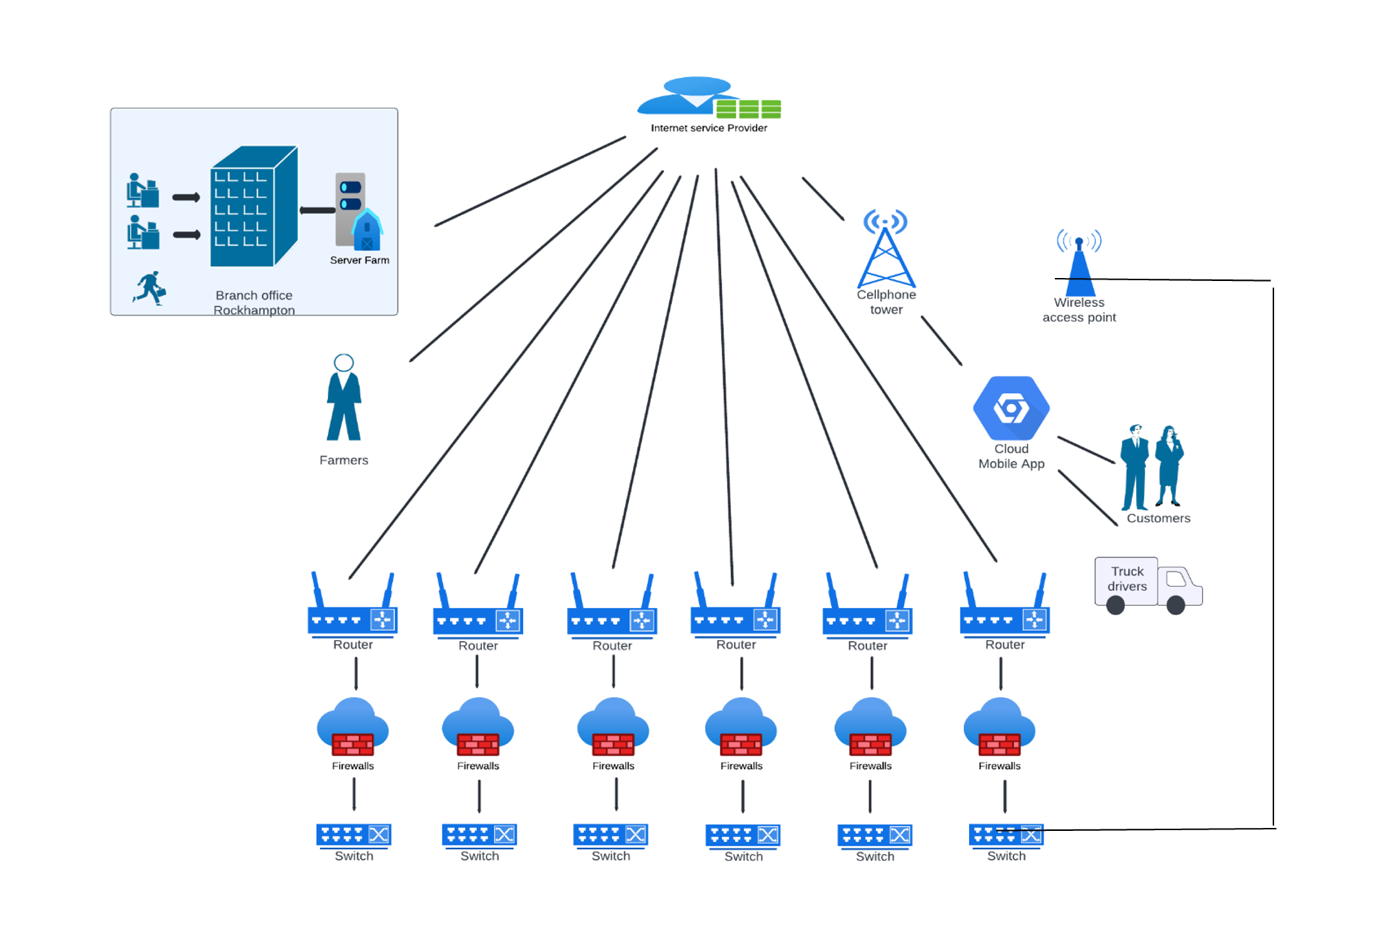 Internet service Provider
Server Farm
Branch office
Rockhampton
Cellphone
tower
Wireless
access point
Farmers
Cloud
Mobile App
Customers
Truck
drivers
Router
Router
Router
Router
Router
Router
Firewalls
Firewalls
Firewalls
Firewalls
Firewalls
Firewalls
Switch
Switch
Switch
Switch
Switch
Switch